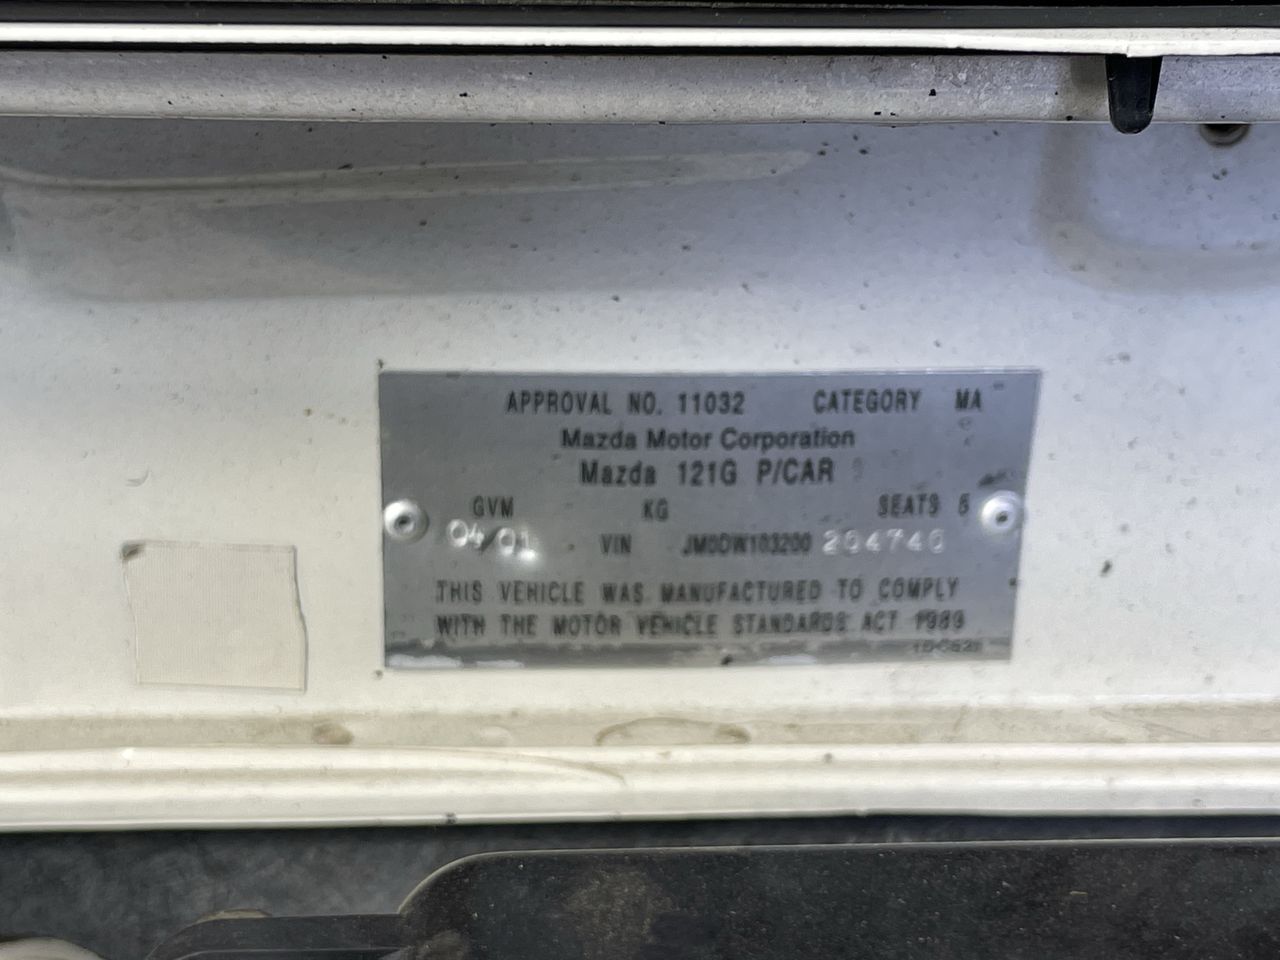 APPROVAL NO. 11032 CATEGORY MA
Mazda Motor Corporation
Mazda 121G P/CAR
GVM KG SEATS 5
04/01 VIN JM0DW103200 204740
THIS VEHICLE WAS MANUFACTURED TO COMPLY
WITH THE MOTOR VEHICLE STANDARDS ACT 1989